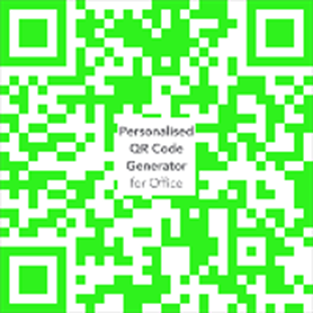 Personalised
QR Code
Generator
for Office